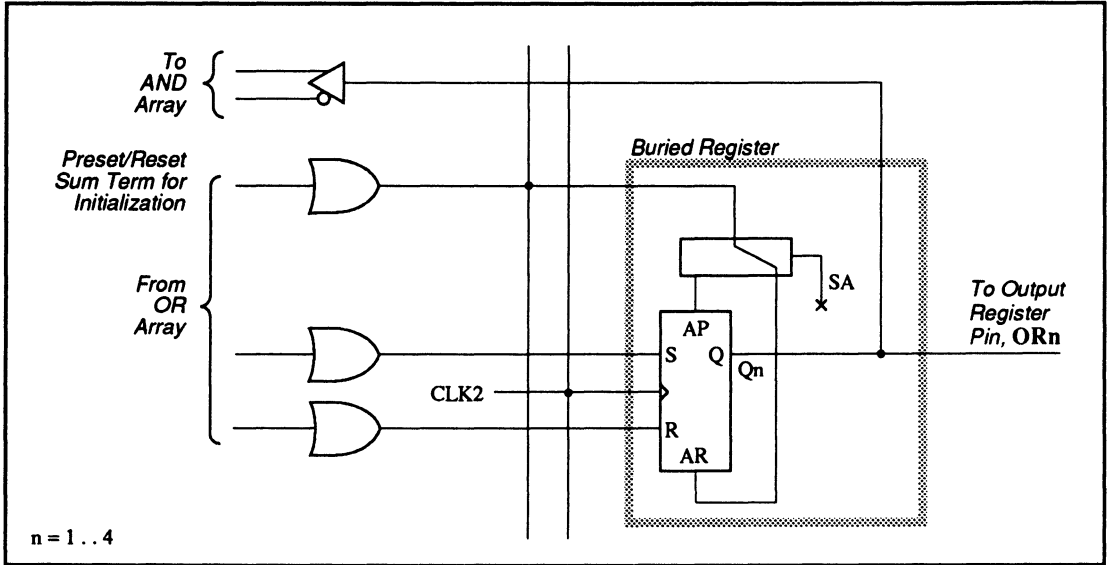 To
AND
Array
Preset/Reset
Sum Term for
Initialization
Buried Register
From
OR
Array
SA
To Output
Register
Pin, ORn
AP
S Q
Qn
CLK2
R
AR
n = 1 . . 4